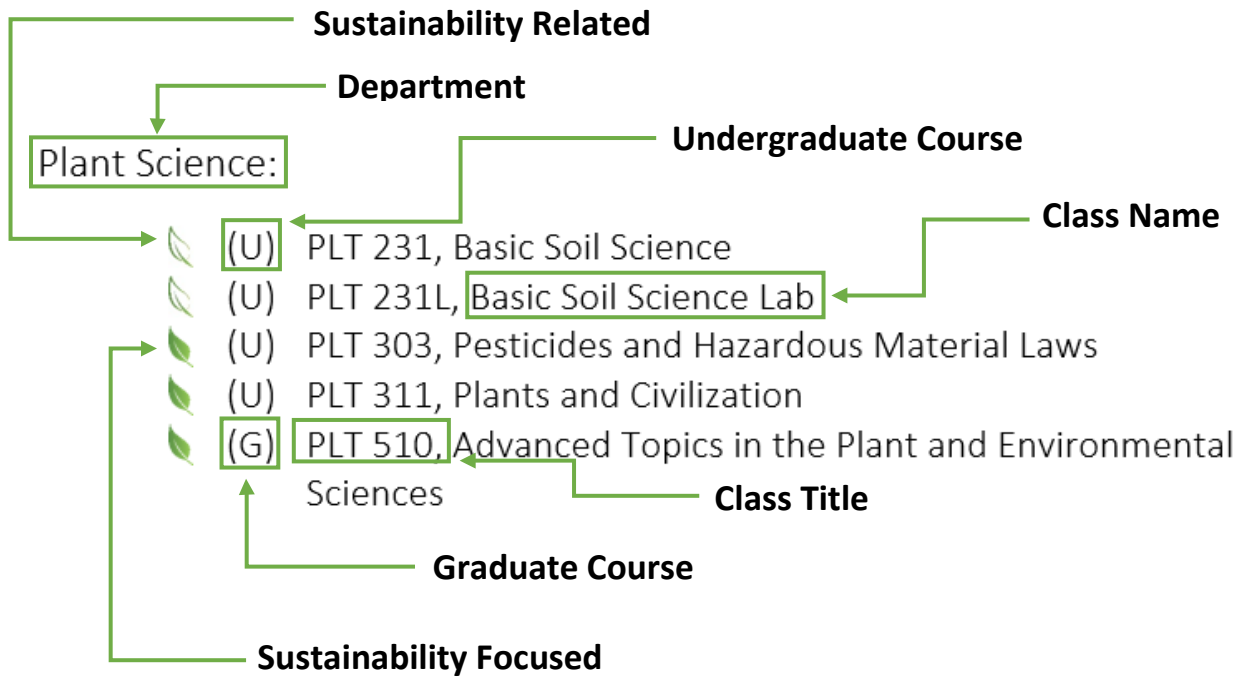 Sustainability Related
Department
Undergraduate Course
Plant Science:
Class Name
(U) PLT 231, Basic Soil Science
(U) PLT 231L, Basic Soil Science Lab
(U) PLT 303, Pesticides and Hazardous Material Laws
(U) PLT 311, Plants and Civilization
(G) PLT 510, Advanced Topics in the Plant and Environmental
Sciences
Class Title
Graduate Course
Sustainability Focused